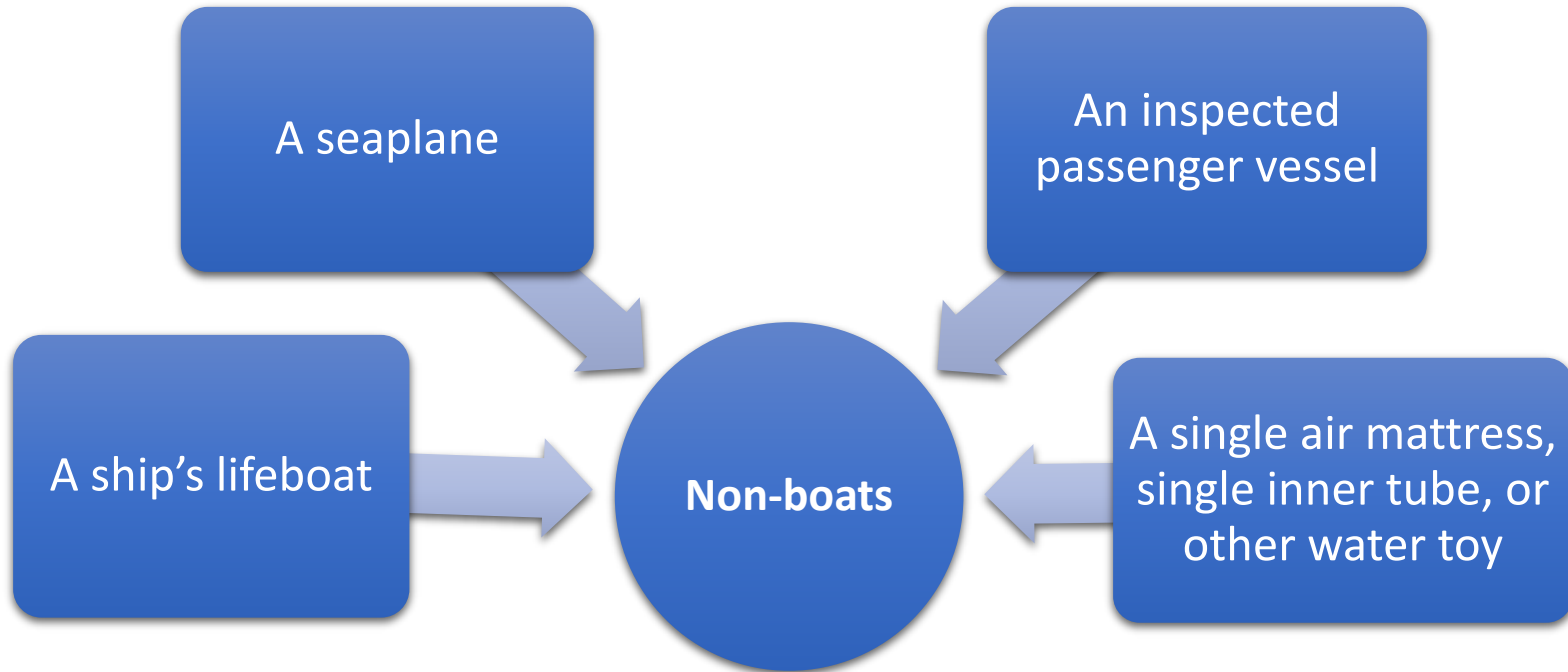 A seaplane
An inspected
passenger vessel
A ship’s lifeboat
Non-boats
A single air mattress,
single inner tube, or
other water toy